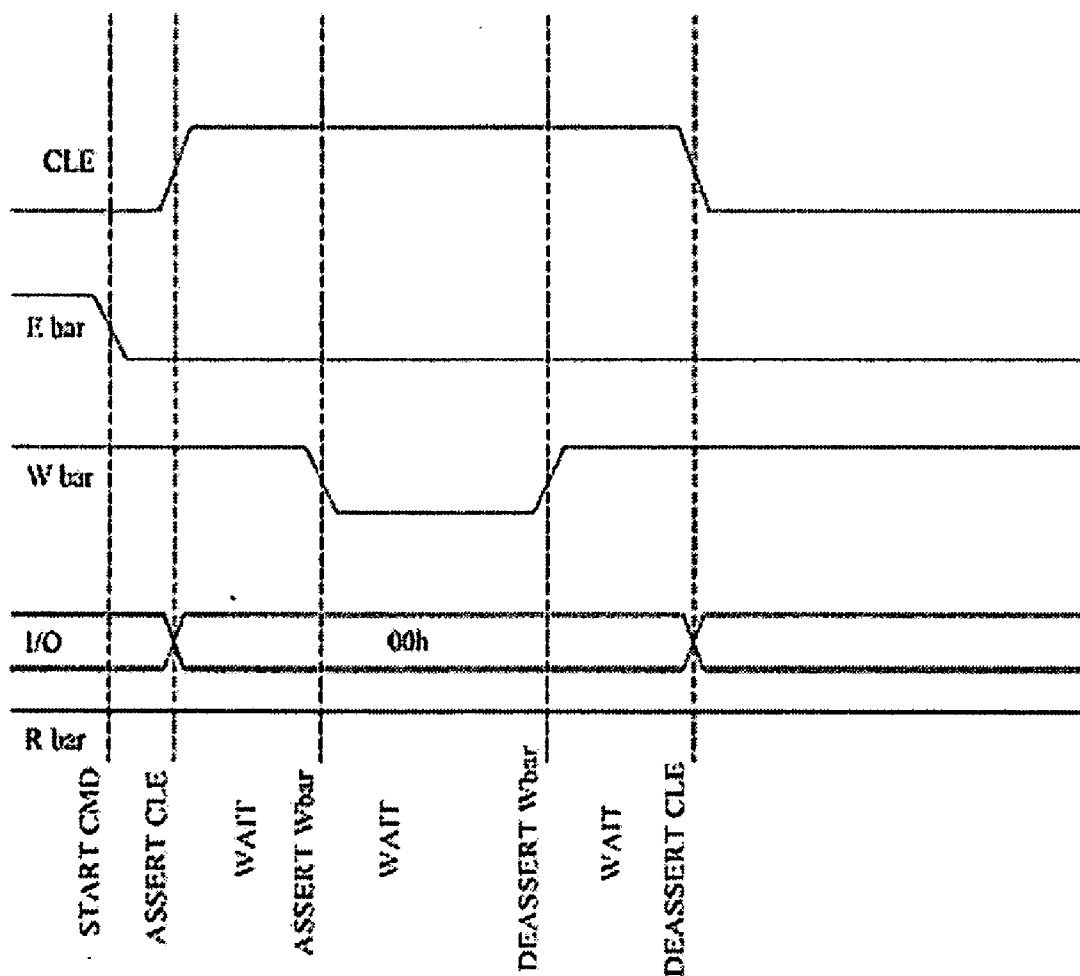 CLE
E bar
W bar
I/O
00h
R bar
START CMD
ASSERT CLE
WAIT
ASSERT Wbar
WAIT
DEASSERT Wbar
WAIT
DEASSERT CLE